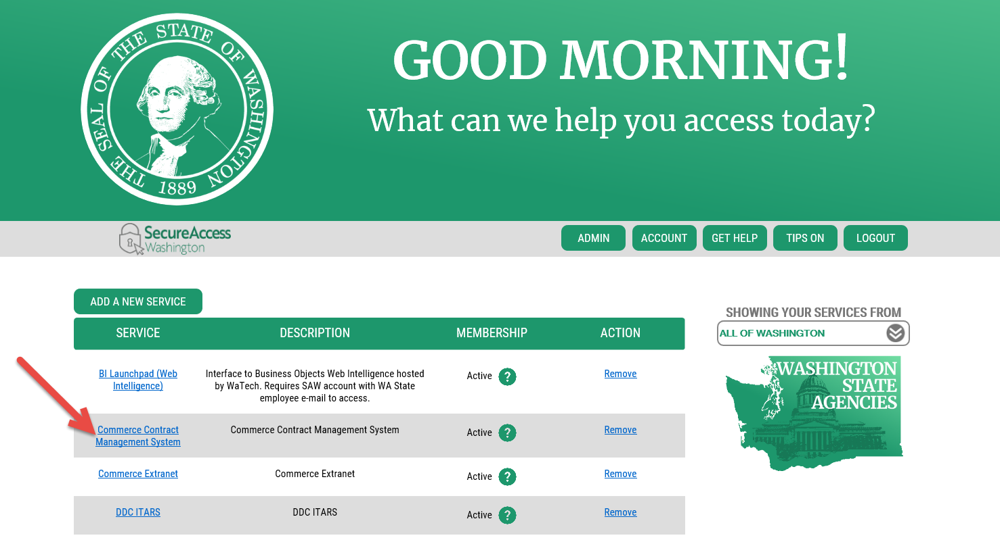 THE SEAL OF THE STATE OF WASHINGTON
1889
GOOD MORNING!
What can we help you access today?
SecureAccess
Washington
ADMIN
ACCOUNT
GET HELP
TIPS ON
LOGOUT
ADD A NEW SERVICE
SERVICE DESCRIPTION MEMBERSHIP ACTION
BI Launchpad (Web
Intelligence)
Interface to Business Objects Web Intelligence hosted
by WaTech. Requires SAW account with WA State
employee e-mail to access.
Active ?
Remove
Commerce Contract
Management System
Commerce Contract Management System
Active ?
Remove
Commerce Extranet
Commerce Extranet
Active ?
Remove
DDC ITARS
DDC ITARS
Active ?
Remove
SHOWING YOUR SERVICES FROM
ALL OF WASHINGTON
WASHINGTON
STATE
AGENCIES